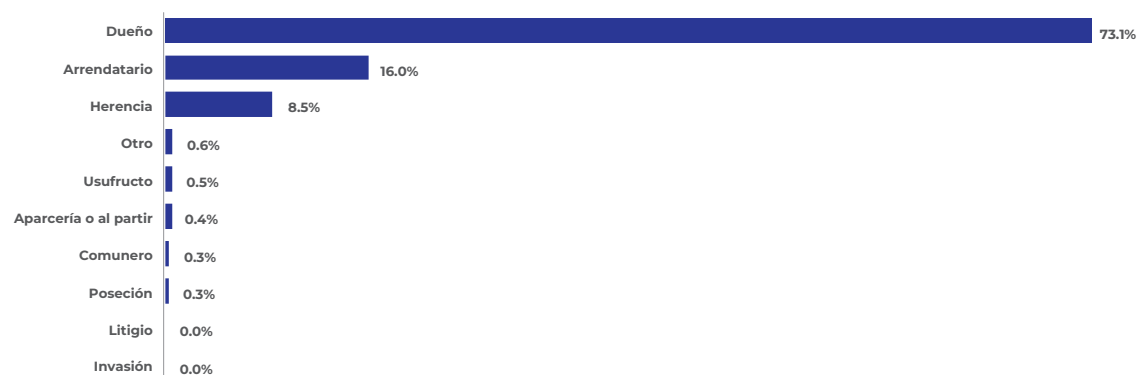 Dueño 73.1%
Arrendatario 16.0%
Herencia 8.5%
Otro 0.6%
Usufructo 0.5%
Aparcería o al partir 0.4%
Comunero 0.3%
Poseción 0.3%
Litigio 0.0%
Invasión 0.0%